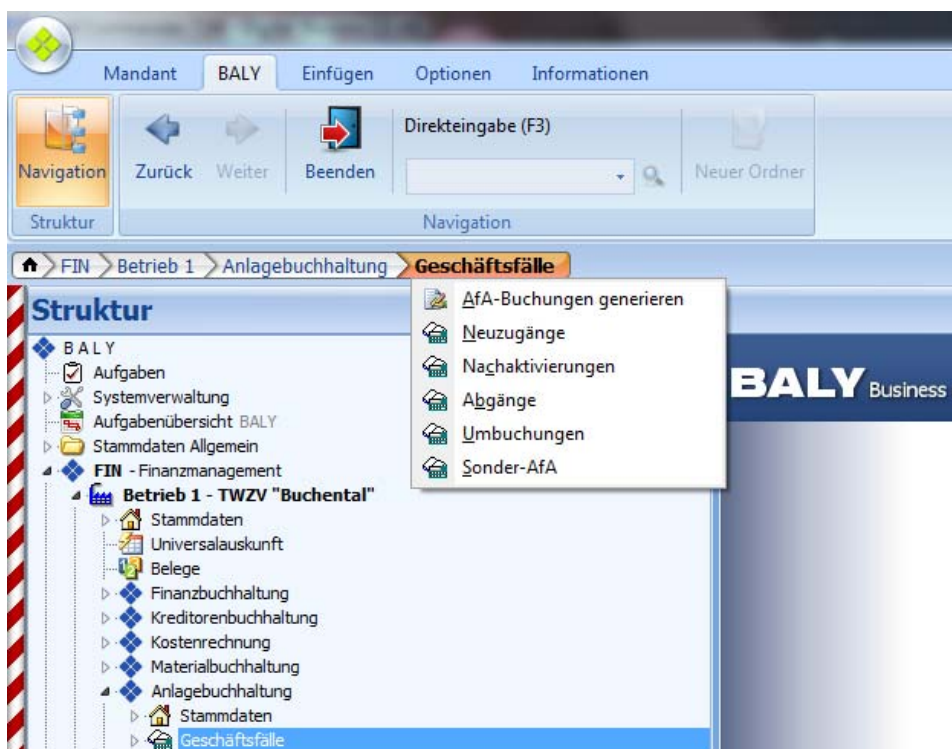 Mandant BALY Einfügen Optionen Informationen
Direkteingabe (F3)
Navigation Zurück Weiter Beenden Neuer Ordner
Struktur Navigation
FIN Betrieb 1 Anlagebuchhaltung Geschäftsfälle
AfA-Buchungen generieren
Neuzugänge
Nachaktivierungen
Abgänge
Umbuchungen
Sonder-AfA
Struktur
BALY
Aufgaben
Systemverwaltung
Aufgabenübersicht BALY
Stammdaten Allgemein
FIN - Finanzmanagement
Betrieb 1 - TWZV "Buchental"
Stammdaten
Universalauskunft
Belege
Finanzbuchhaltung
Kreditorenbuchhaltung
Kostenrechnung
Materialbuchhaltung
Anlagebuchhaltung
Stammdaten
Geschäftsfälle
BALY Business